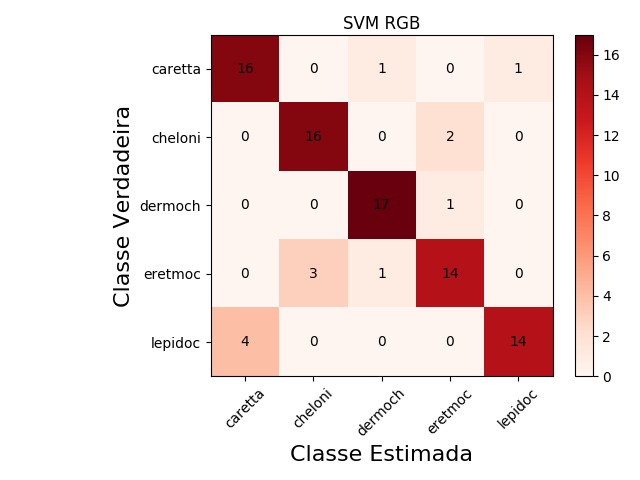 SVM RGB
Classe Verdadeira
caretta 16 0 1 0 1
cheloni 0 16 0 2 0
dermoch 0 0 17 1 0
eretmoc 0 3 1 14 0
lepidoc 4 0 0 0 14
caretta cheloni dermoch eretmoc lepidoc
Classe Estimada
16
14
12
10
8
6
4
2
0